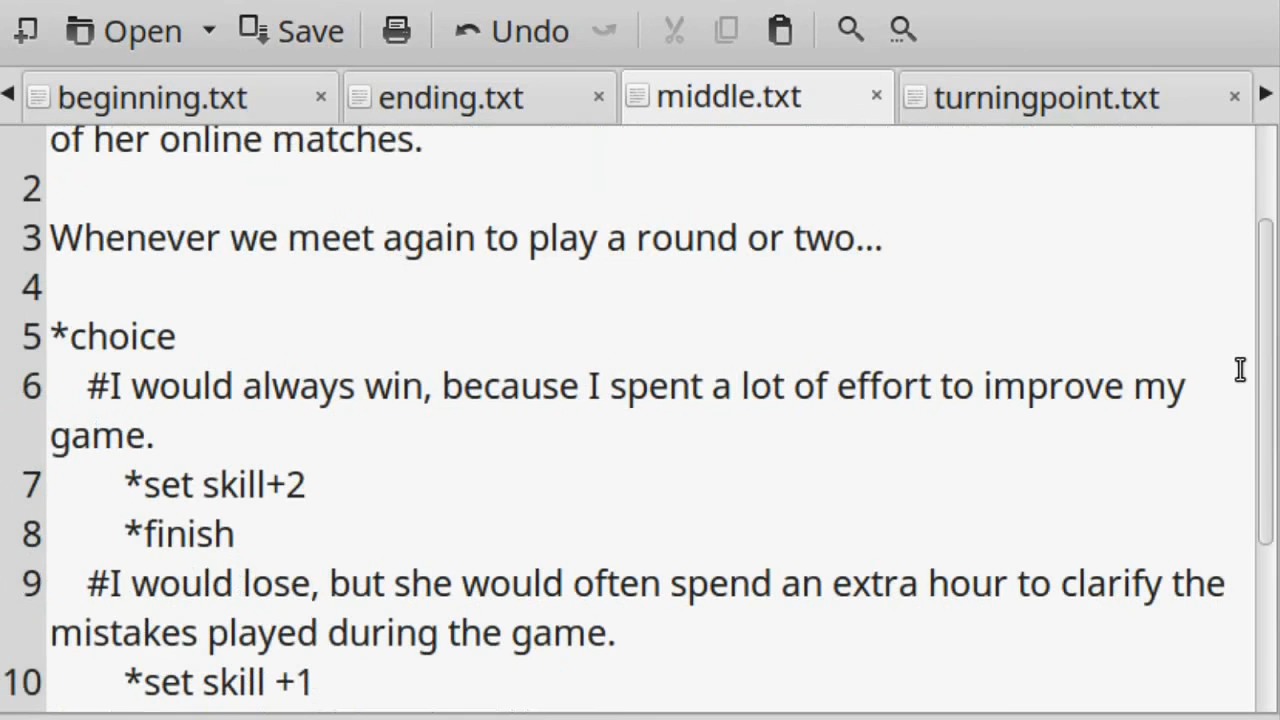 Open Save Undo
beginning.txt ending.txt middle.txt turningpoint.txt
of her online matches.
2
3 Whenever we meet again to play a round or two...
4
5 *choice
6 #I would always win, because I spent a lot of effort to improve my
game.
7 *set skill+2
8 *finish
9 #I would lose, but she would often spend an extra hour to clarify the
mistakes played during the game.
10 *set skill +1